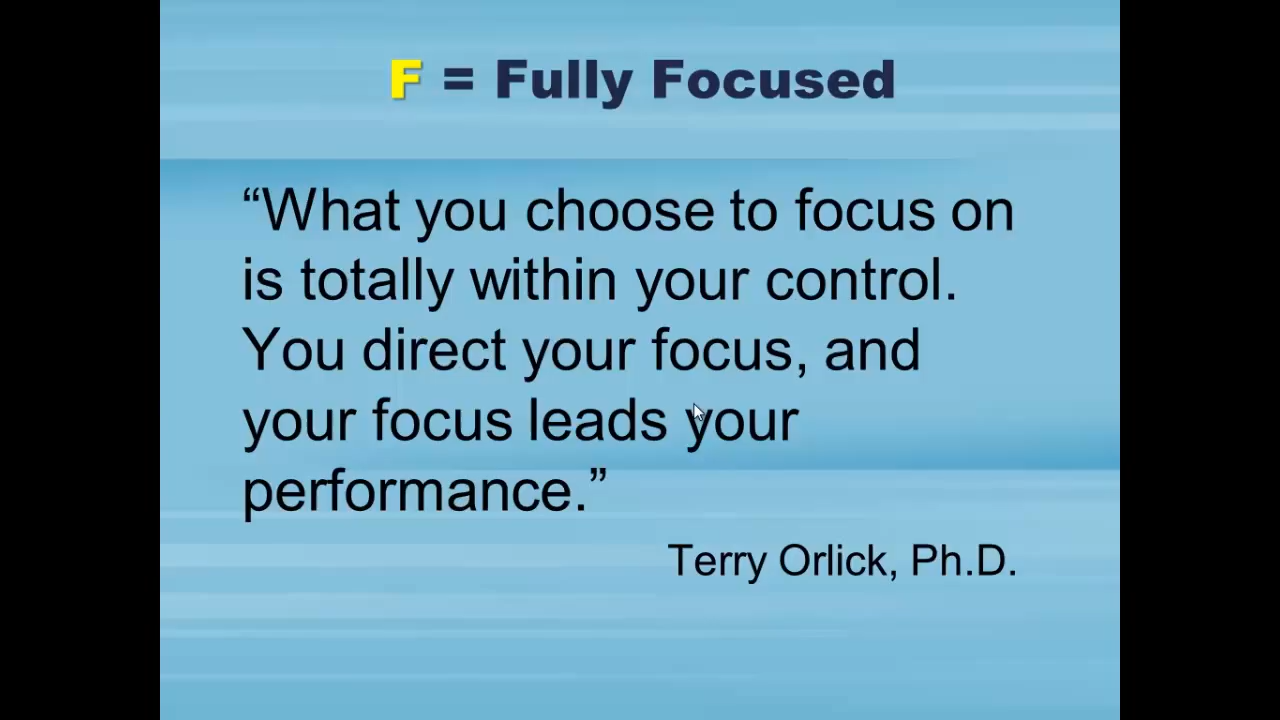 F = Fully Focused
“What you choose to focus on
is totally within your control.
You direct your focus, and
your focus leads your
performance.”
Terry Orlick, Ph.D.